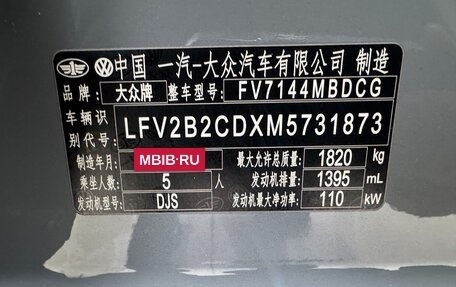 中国 一汽-大众汽车有限公司 制造
品牌: 大众牌 整车型号: FV7144MBDCG
车辆识
别代号: LFV2B2CDXM5731873
制造年月: MBIB.RU 最大允许总质量: 1820 kg
乘坐人数: 5 人 发动机排量: 1395 mL
发动机型号: DJS 发动机最大净功率: 110 kW